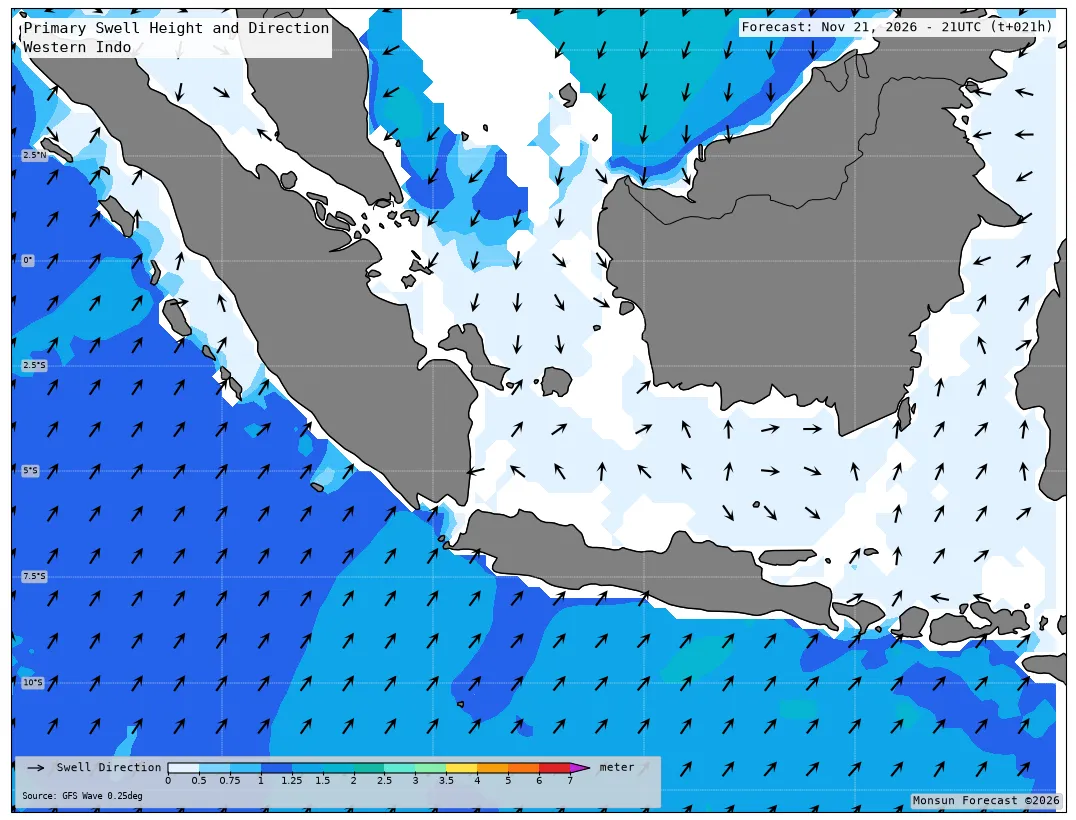 Primary Swell Height and Direction
Western Indo
Forecast: Nov 21, 2026 - 21UTC (t+021h)
2.5°N
0°
2.5°S
5°S
7.5°S
10°S
Swell Direction
0 0.5 0.75 1 1.25 1.5 2 2.5 3 3.5 4 5 6 7
meter
Source: GFS Wave 0.25deg
Monsun Forecast ©2026